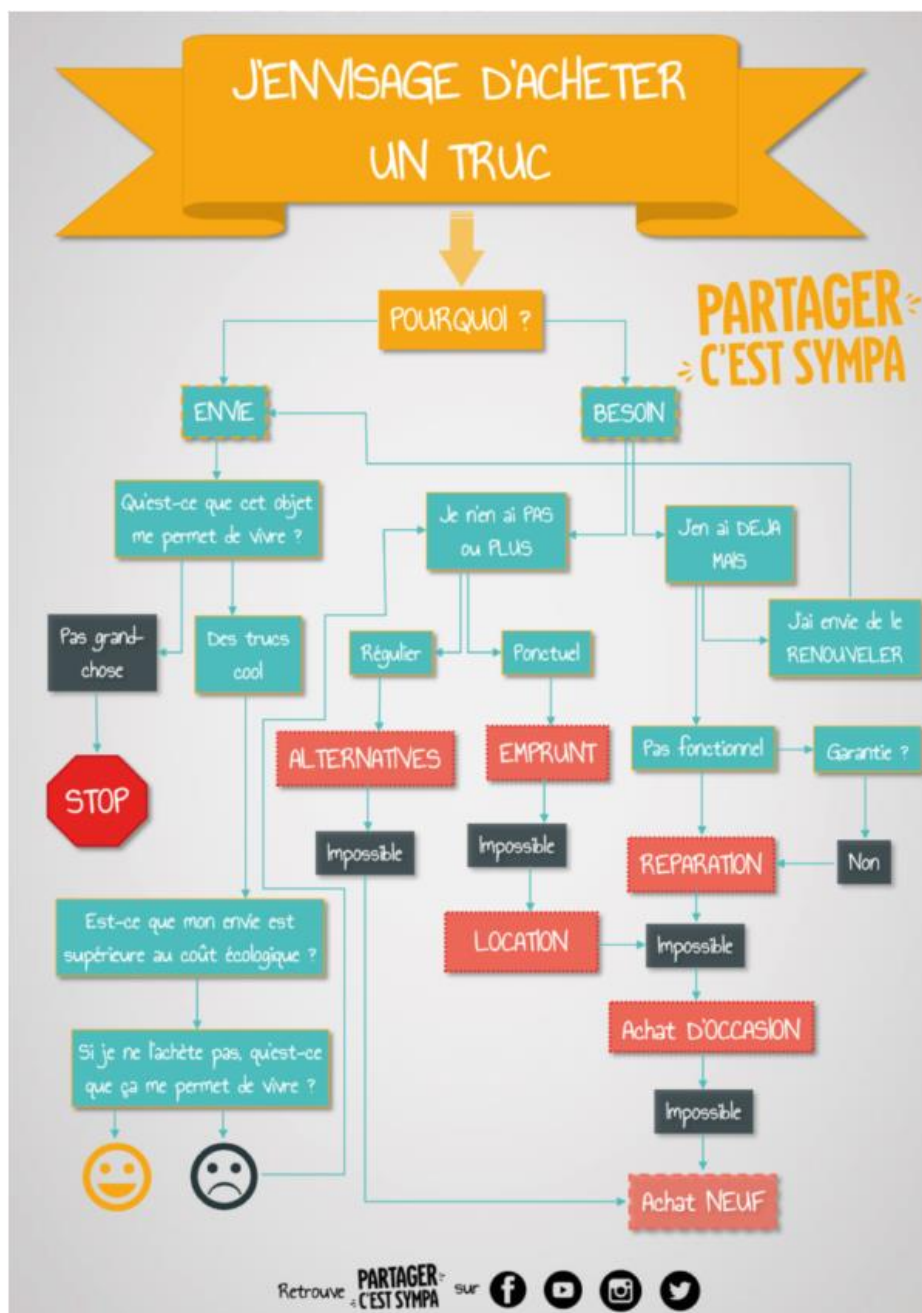 J'ENVISAGE D'ACHETER
UN TRUC
POURQUOI ?
PARTAGER
C'EST SYMPA
ENVIE
BESOIN
Qu'est-ce que cet objet
me permet de vivre ?
Je n'en ai PAS
ou PLUS
J'en ai DEJA
MAIS
Pas grand-
chose
Des trucs
cool
Régulier
Ponctuel
J'ai envie de le
RENOUVELER
ALTERNATIVES
EMPRUNT
Pas fonctionnel
Garantie ?
STOP
Impossible
Impossible
REPARATION
Non
Est-ce que mon envie est
supérieure au coût écologique ?
LOCATION
Impossible
Achat D'OCCASION
Si je ne l'achète pas, qu'est-ce
que ça me permet de vivre ?
Impossible
Achat NEUF
Retrouve PARTAGER C'EST SYMPA sur